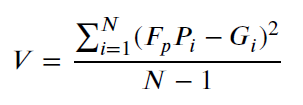 V = \frac{\sum_{i=1}^{N} (F_p P_i - G_i)^2}{N - 1}